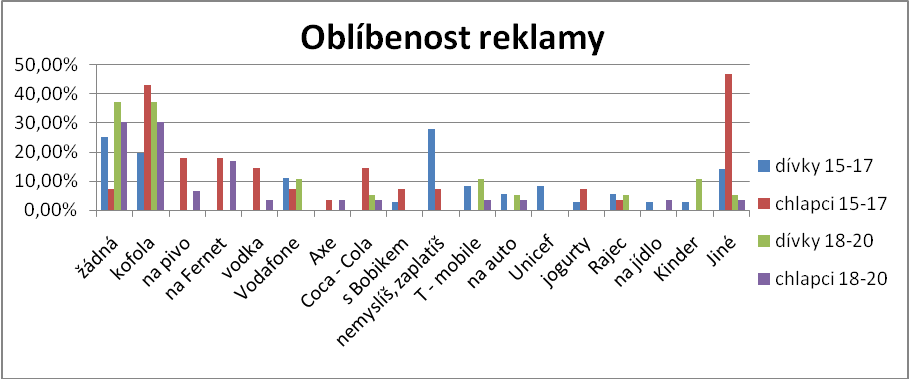 Oblíbenost reklamy
50,00%
40,00%
30,00%
20,00%
10,00%
0,00%
žádná
kofola
na pivo
na Fernet
vodka
Vodafone
Axe
Coca - Cola
s Bobikem
nemyslíš, zaplatíš
T - mobile
na auto
Unicef
jogurty
Rajec
na jídlo
Kinder
Jiné
dívky 15-17
chlapci 15-17
dívky 18-20
chlapci 18-20